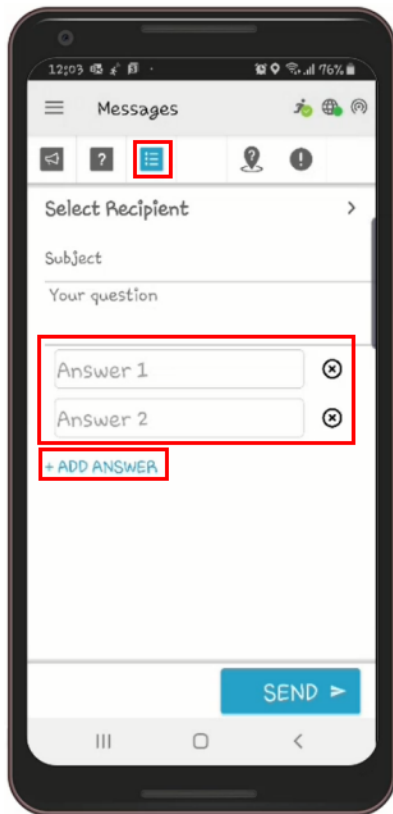 12:03 76%
Messages
Select Recipient
Subject
Your question
Answer 1
Answer 2
+ ADD ANSWER
SEND